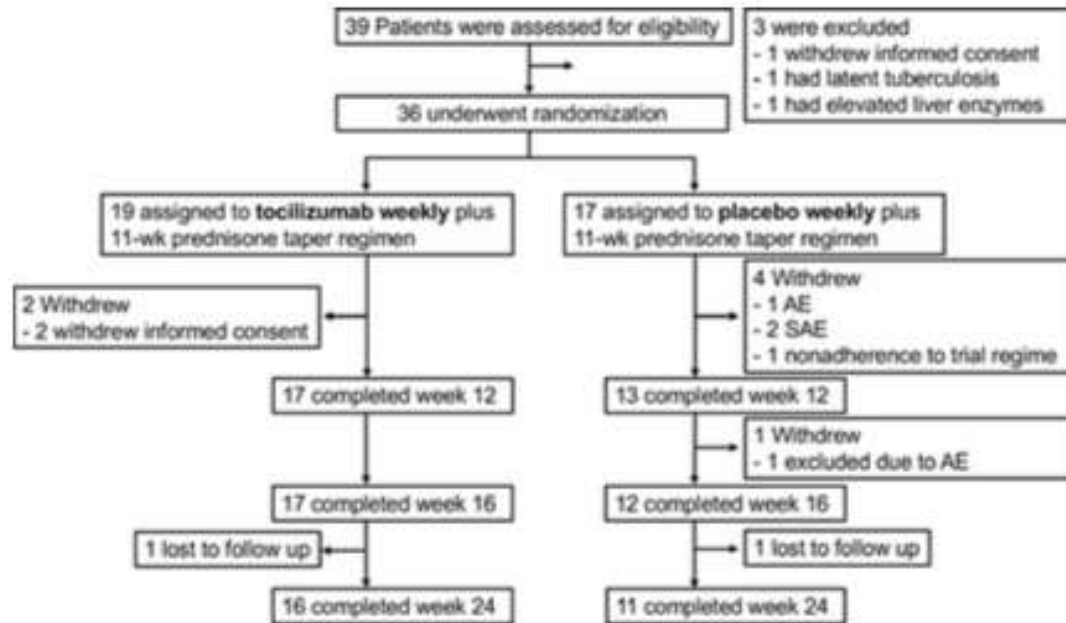 39 Patients were assessed for eligibility
3 were excluded
- 1 withdrew informed consent
- 1 had latent tuberculosis
- 1 had elevated liver enzymes
36 underwent randomization
19 assigned to tocilizumab weekly plus
11-wk prednisone taper regimen
17 assigned to placebo weekly plus
11-wk prednisone taper regimen
2 Withdrew
- 2 withdrew informed consent
4 Withdrew
- 1 AE
- 2 SAE
- 1 nonadherence to trial regime
17 completed week 12
13 completed week 12
1 Withdrew
- 1 excluded due to AE
17 completed week 16
12 completed week 16
1 lost to follow up
1 lost to follow up
16 completed week 24
11 completed week 24